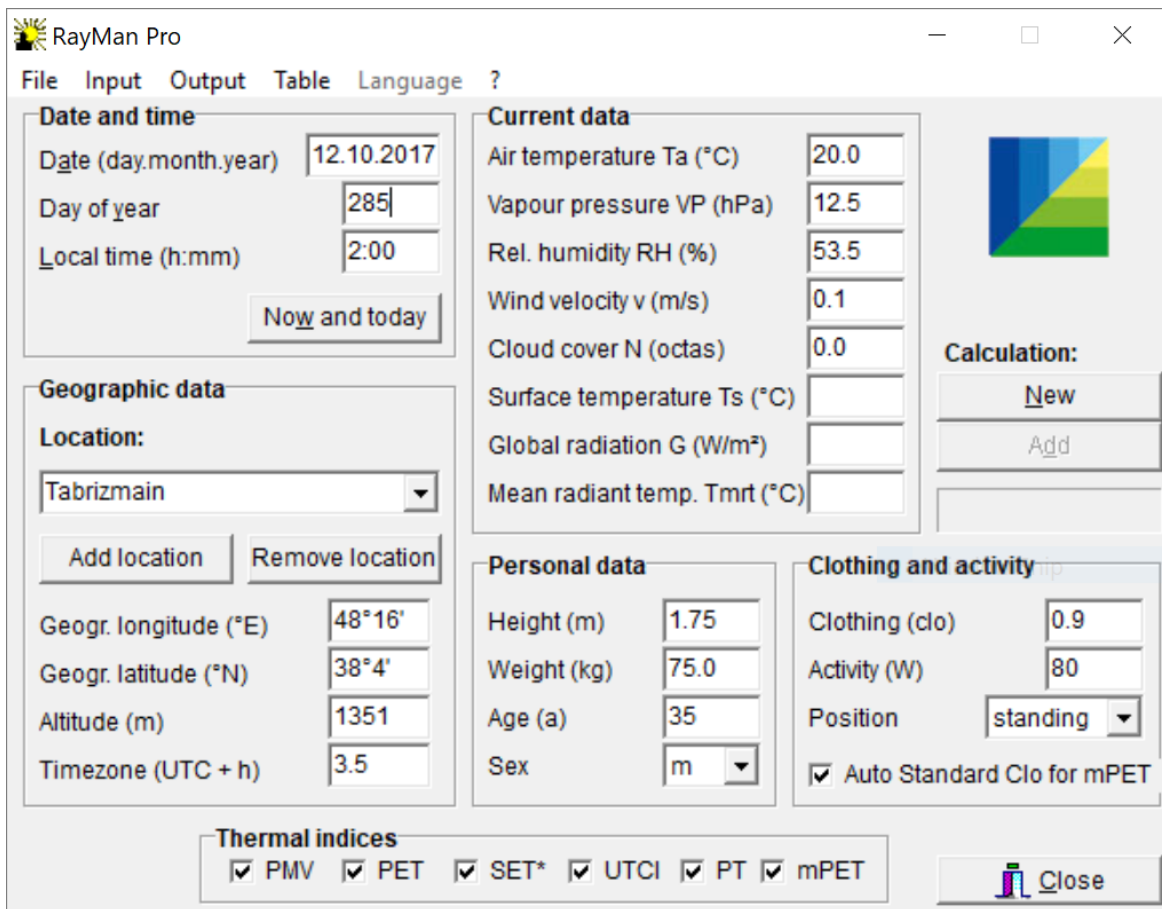 RayMan Pro
File Input Output Table Language ?
Date and time
Date (day.month.year) 12.10.2017
Day of year 285
Local time (h:mm) 2:00
Now and today
Geographic data
Location:
Tabrizmain
Add location Remove location
Geogr. longitude (°E) 48°16'
Geogr. latitude (°N) 38°4'
Altitude (m) 1351
Timezone (UTC + h) 3.5
Current data
Air temperature Ta (°C) 20.0
Vapour pressure VP (hPa) 12.5
Rel. humidity RH (%) 53.5
Wind velocity v (m/s) 0.1
Cloud cover N (octas) 0.0
Surface temperature Ts (°C)
Global radiation G (W/m²)
Mean radiant temp. Tmrt (°C)
Calculation:
New
Add
Personal data
Height (m) 1.75
Weight (kg) 75.0
Age (a) 35
Sex m
Clothing and activity
Clothing (clo) 0.9
Activity (W) 80
Position standing
Auto Standard Clo for mPET
Thermal indices
PMV PET SET* UTCI PT mPET
Close